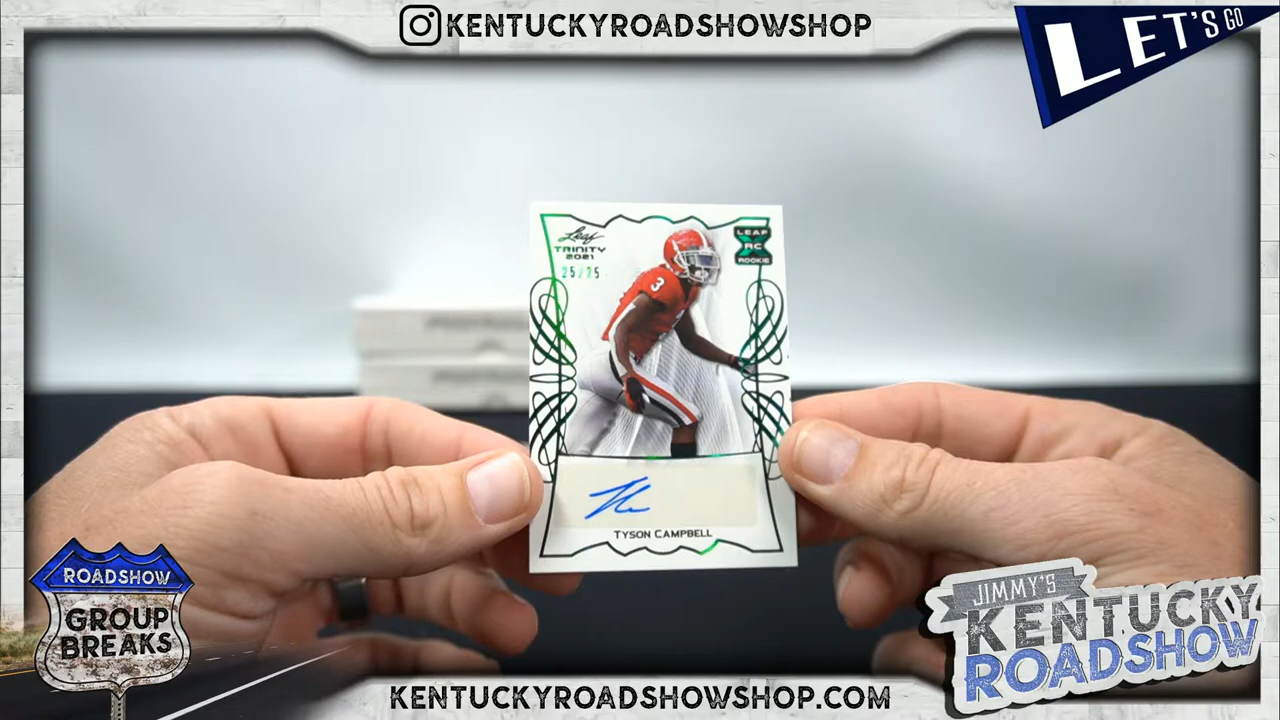 KENTUCKYROADSHOWSHOP
LET'S GO
Leaf
TRINITY
2021
25/25
LEAF
RC
ROOKIE
3
TYSON CAMPBELL
ROADSHOW
GROUP
BREAKS
JIMMY'S
KENTUCKY
ROADSHOW
KENTUCKYROADSHOWSHOP.COM